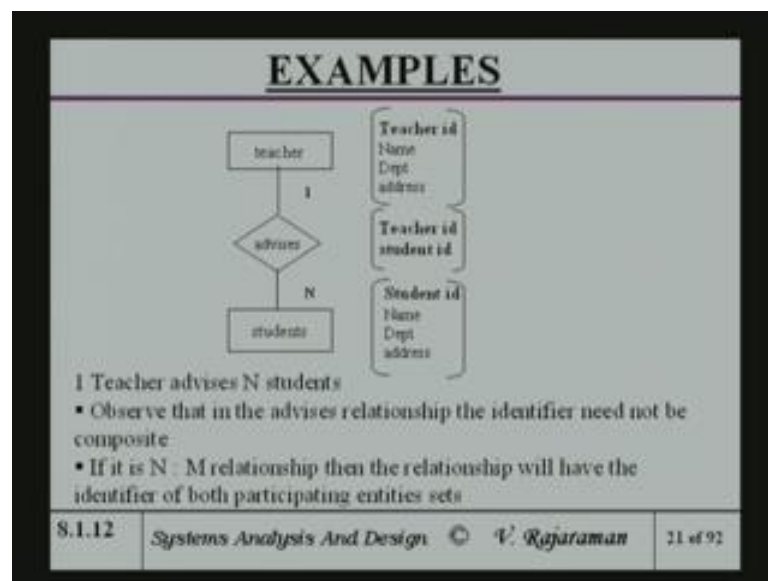 EXAMPLES
teacher
Teacher id
Name
Dept
address
1
advises
Teacher id
student id
N
students
Student id
Name
Dept
address
1 Teacher advises N students
▪ Observe that in the advises relationship the identifier need not be
composite
▪ If it is N : M relationship then the relationship will have the
identifier of both participating entities sets
8.1.12
Systems Analysis And Design © V. Rajaraman
21 of 92